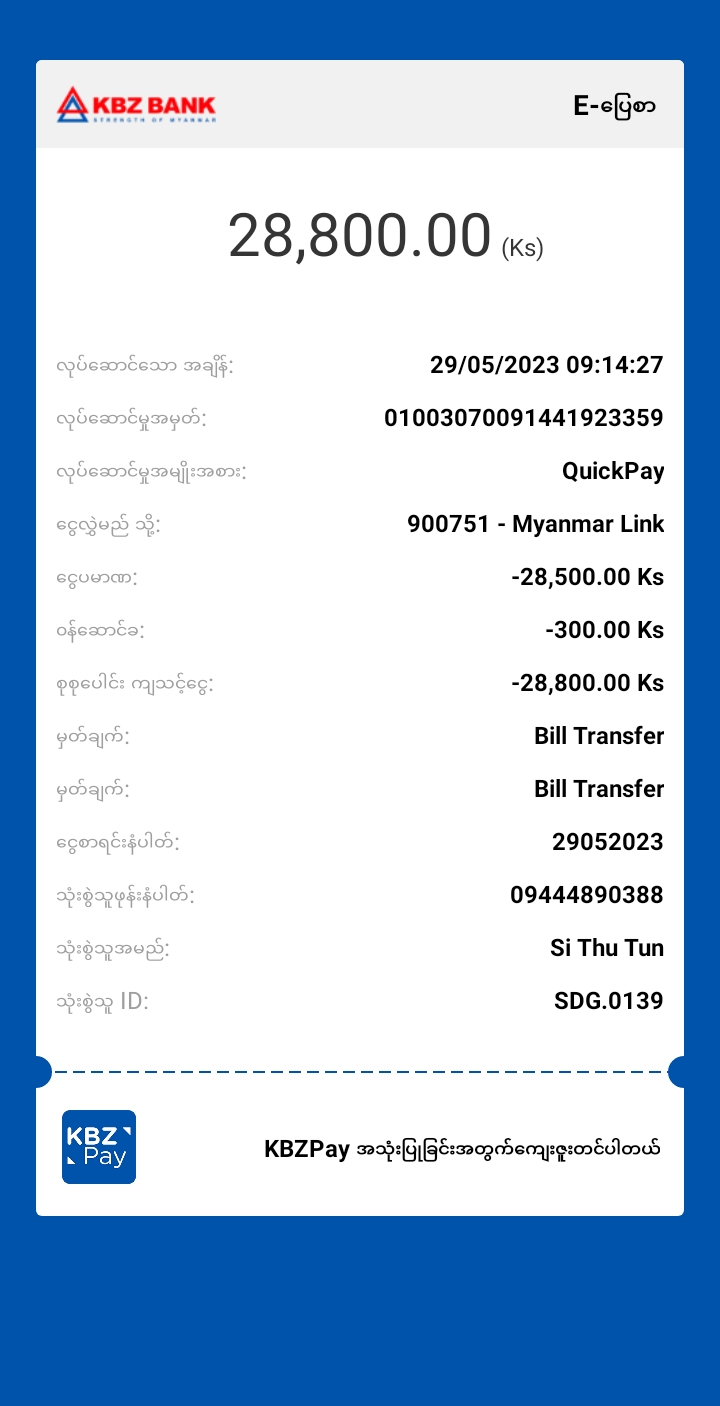 KBZ BANK
STRENGTH OF MYANMAR
E-ပြေစာ
28,800.00 (Ks)
လုပ်ဆောင်သော အချိန်: 29/05/2023 09:14:27
လုပ်ဆောင်မှုအမှတ်: 01003070091441923359
လုပ်ဆောင်မှုအမျိုးအစား: QuickPay
ငွေလွှဲမည် သို့: 900751 - Myanmar Link
ငွေပမာဏ: -28,500.00 Ks
ဝန်ဆောင်ခ: -300.00 Ks
စုစုပေါင်း ကျသင့်ငွေ: -28,800.00 Ks
မှတ်ချက်: Bill Transfer
မှတ်ချက်: Bill Transfer
ငွေစာရင်းနံပါတ်: 29052023
သုံးစွဲသူဖုန်းနံပါတ်: 09444890388
သုံးစွဲသူအမည်: Si Thu Tun
သုံးစွဲသူ ID: SDG.0139
KBZ
Pay
KBZPay အသုံးပြုခြင်းအတွက်ကျေးဇူးတင်ပါတယ်